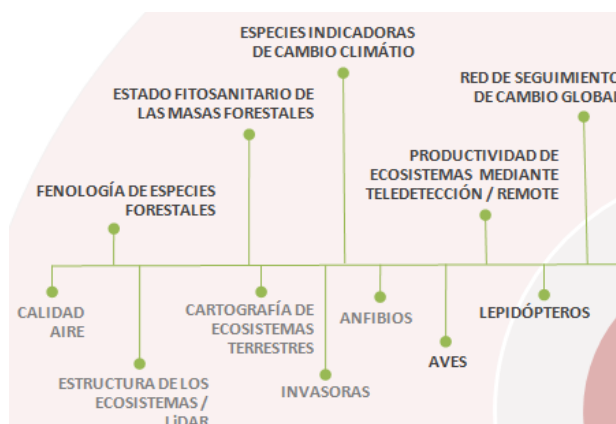 ESPECIES INDICADORAS
DE CAMBIO CLIMÁTIO
ESTADO FITOSANITARIO DE
LAS MASAS FORESTALES
RED DE SEGUIMIENTO
DE CAMBIO GLOBAL
PRODUCTIVIDAD DE
ECOSISTEMAS MEDIANTE
TELEDETECCIÓN / REMOTE
FENOLOGÍA DE ESPECIES
FORESTALES
CALIDAD
AIRE
ESTRUCTURA DE LOS
ECOSISTEMAS /
LiDAR
CARTOGRAFÍA DE
ECOSISTEMAS
TERRESTRES
INVASORAS
ANFIBIOS
AVES
LEPIDÓPTEROS